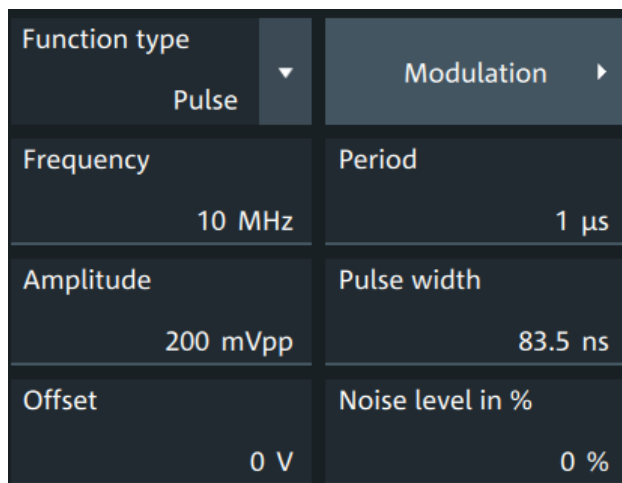 Function type
Pulse
Modulation
Frequency
10 MHz
Period
1 µs
Amplitude
200 mVpp
Pulse width
83.5 ns
Offset
0 V
Noise level in %
0 %